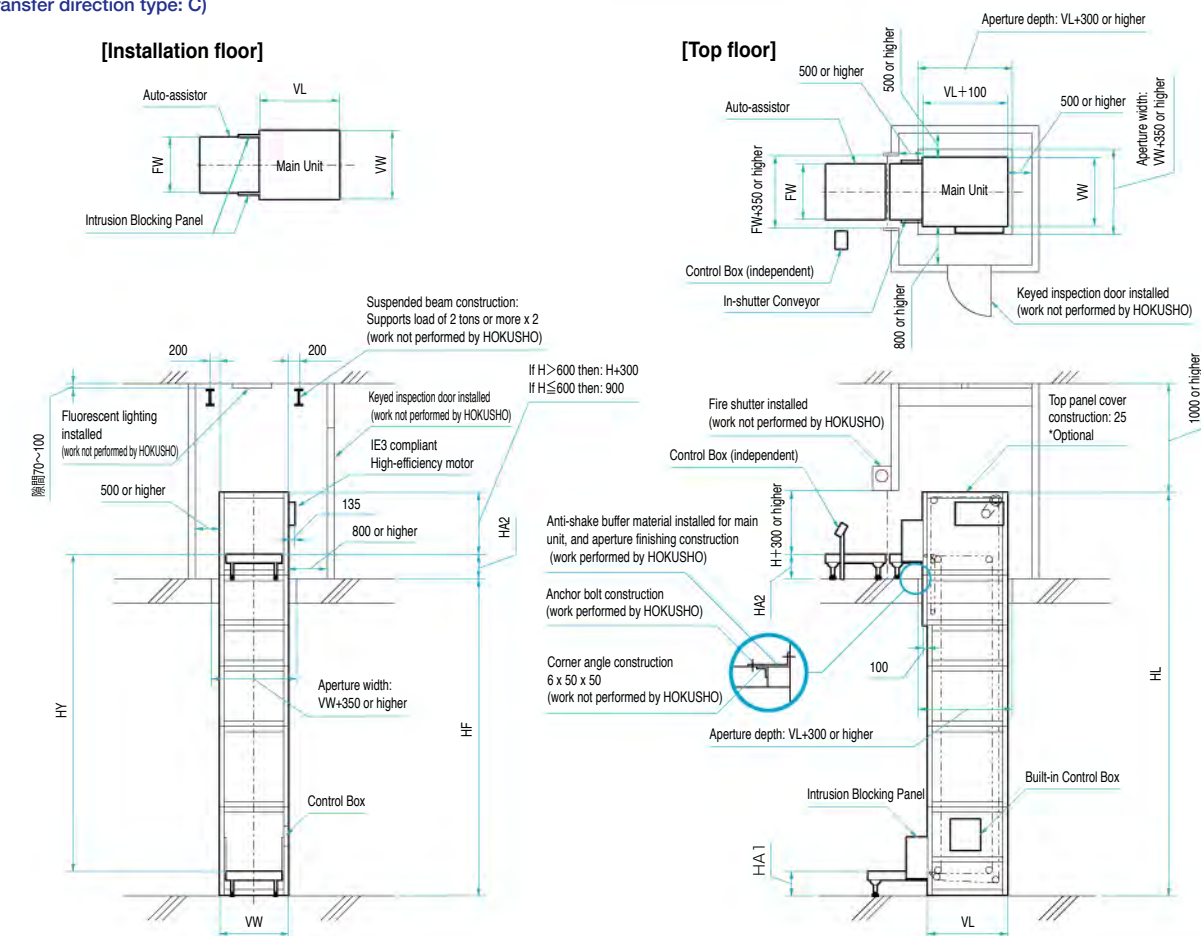 ransfer direction type: C)
[Installation floor]
VL
Auto-assistor
FW
Main Unit
VW
Intrusion Blocking Panel
[Top floor]
Aperture depth: VL+300 or higher
500 or higher
500 or higher
VL＋100
500 or higher
Auto-assistor
Aperture width:
VW+350 or higher
FW+350 or higher
FW
Main Unit
VW
Control Box (independent)
In-shutter Conveyor
800 or higher
Keyed inspection door installed
(work not performed by HOKUSHO)
Suspended beam construction:
Supports load of 2 tons or more x 2
(work not performed by HOKUSHO)
200
200
If H＞600 then: H+300
If H≦600 then: 900
Fluorescent lighting
installed
(work not performed by HOKUSHO)
隙間70～100
Keyed inspection door installed
(work not performed by HOKUSHO)
IE3 compliant
High-efficiency motor
500 or higher
135
800 or higher
HA2
HY
Aperture width:
VW+350 or higher
HF
Control Box
VW
1000 or higher
Fire shutter installed
(work not performed by HOKUSHO)
Top panel cover
construction: 25
*Optional
Control Box (independent)
H+300 or higher
Anti-shake buffer material installed for main
unit, and aperture finishing construction
(work performed by HOKUSHO)
HA2
Anchor bolt construction
(work performed by HOKUSHO)
Corner angle construction
6 x 50 x 50
(work not performed by HOKUSHO)
100
HL
Aperture depth: VL+300 or higher
Built-in Control Box
Intrusion Blocking Panel
HA1
VL